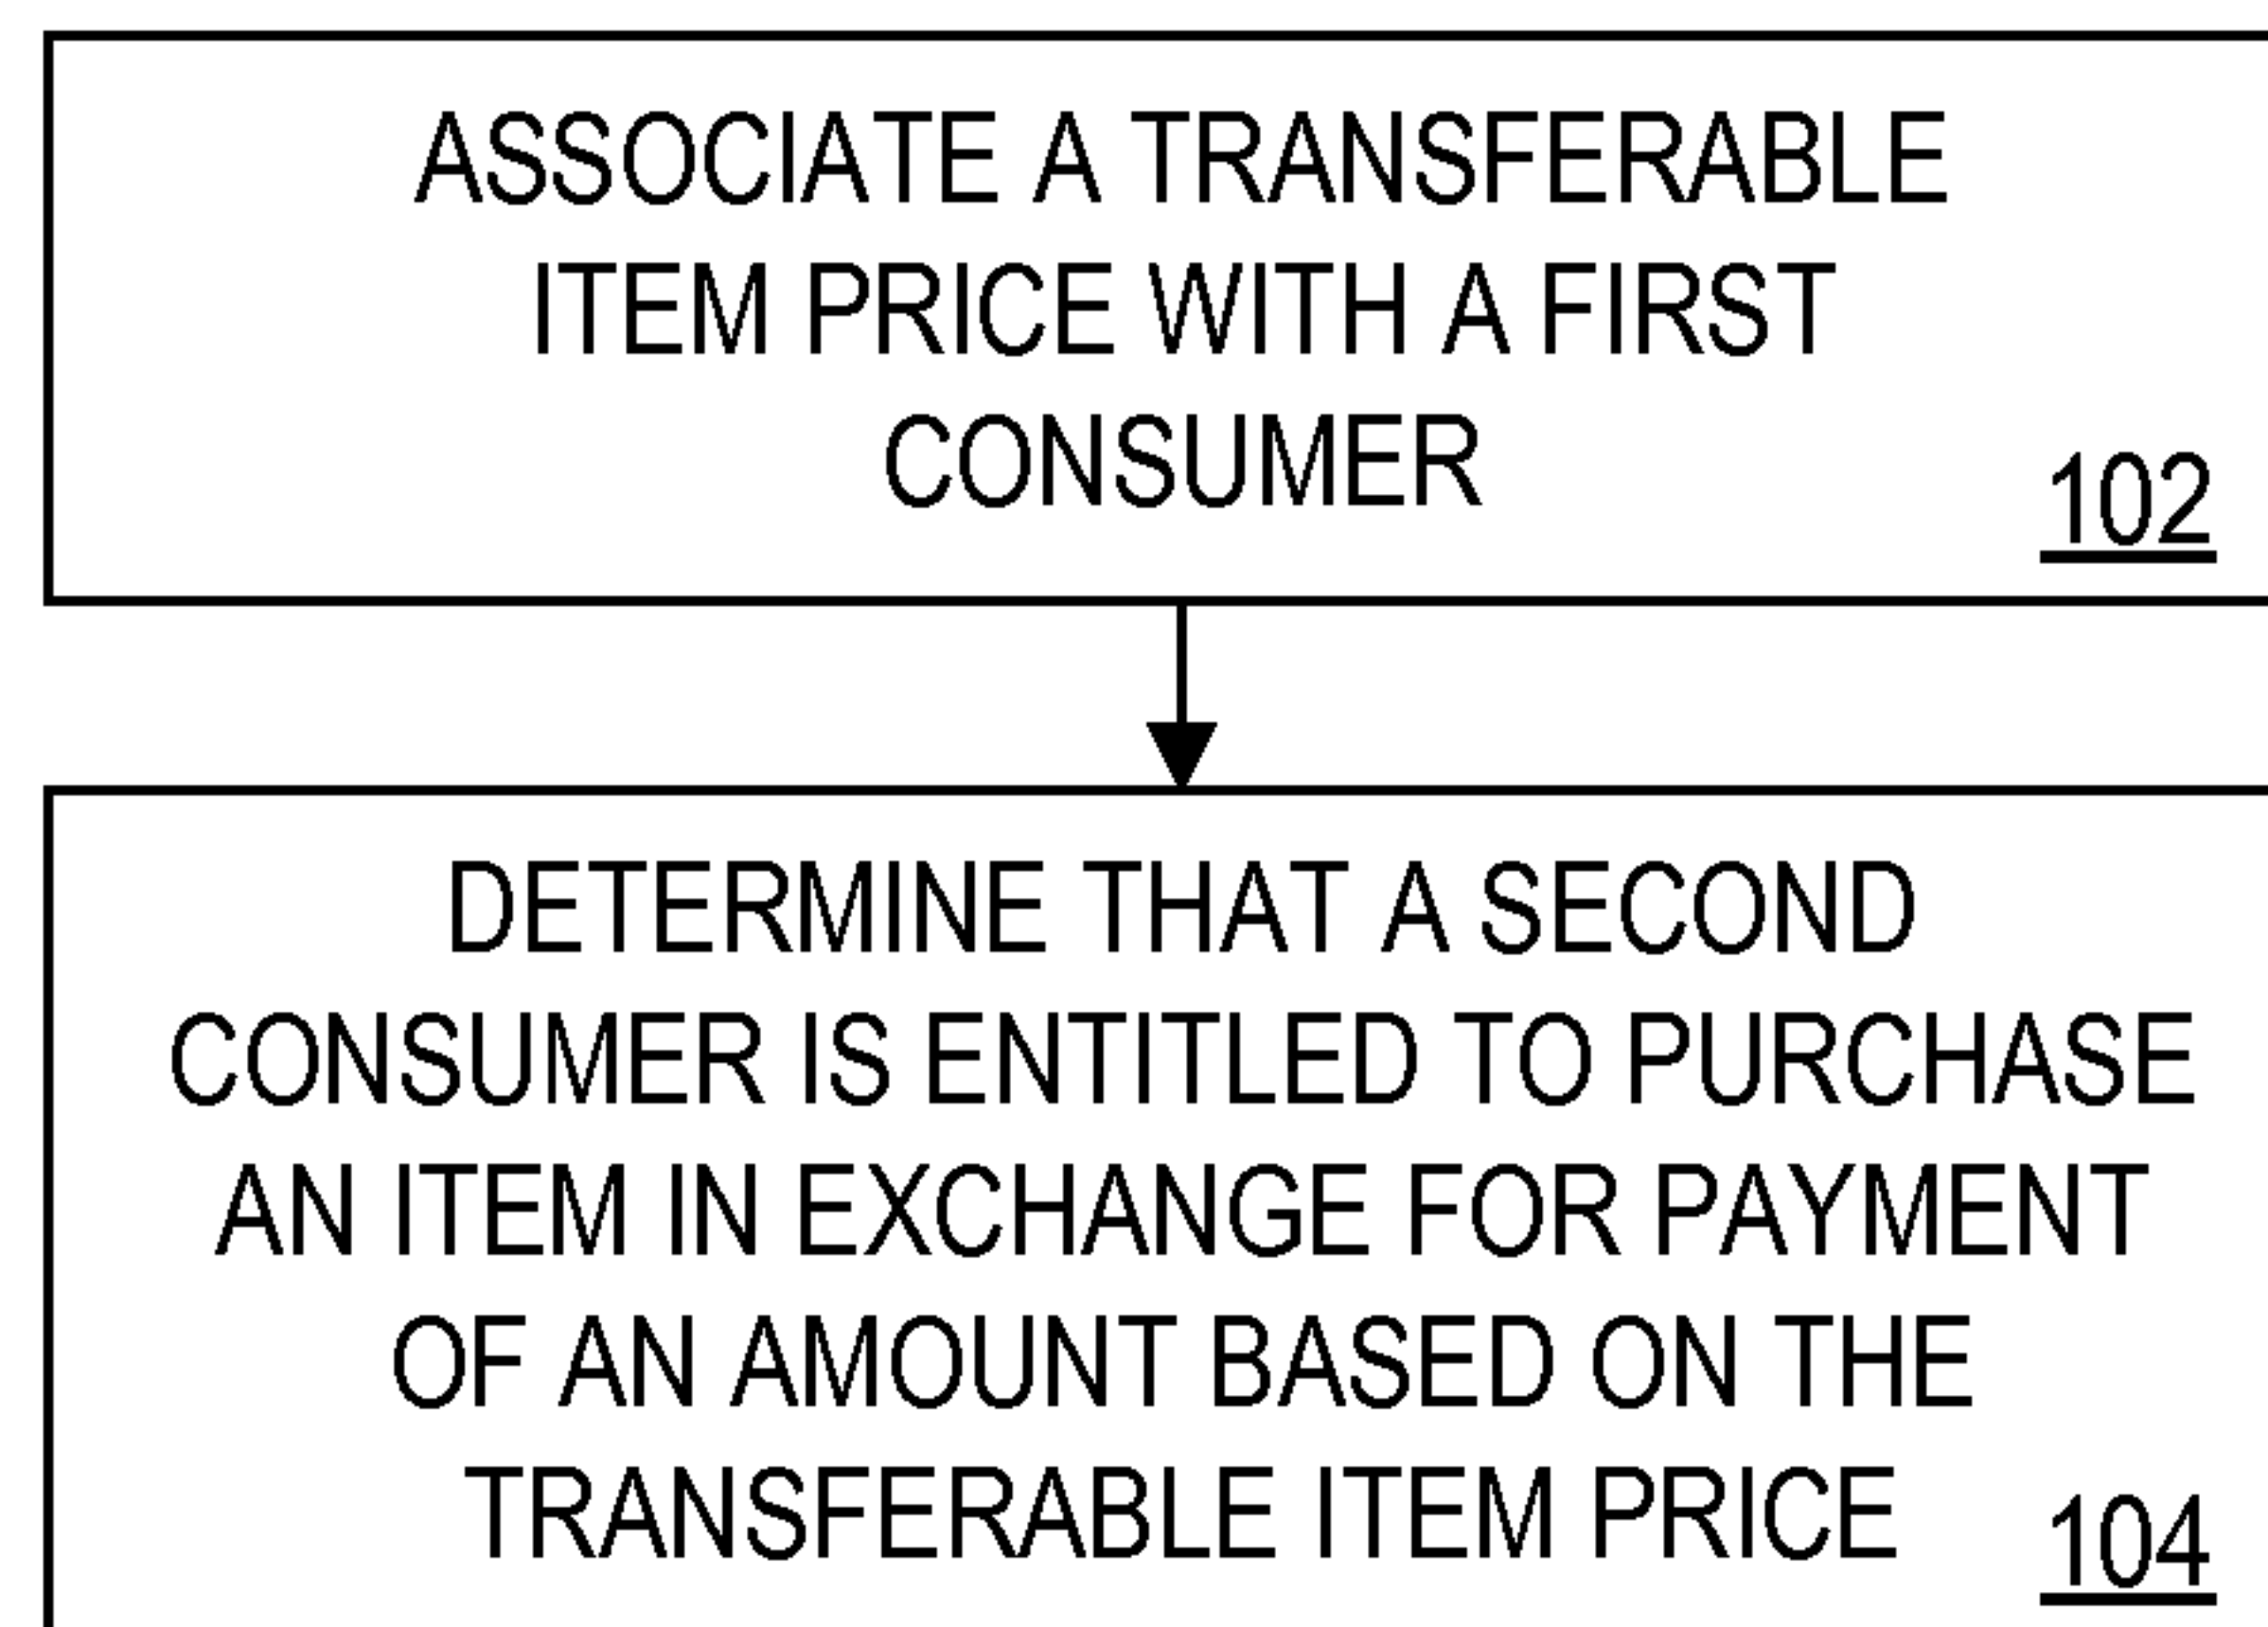 ASSOCIATE A TRANSFERABLE
ITEM PRICE WITH A FIRST
CONSUMER
102
DETERMINE THAT A SECOND
CONSUMER IS ENTITLED TO PURCHASE
AN ITEM IN EXCHANGE FOR PAYMENT
OF AN AMOUNT BASED ON THE
TRANSFERABLE ITEM PRICE
104